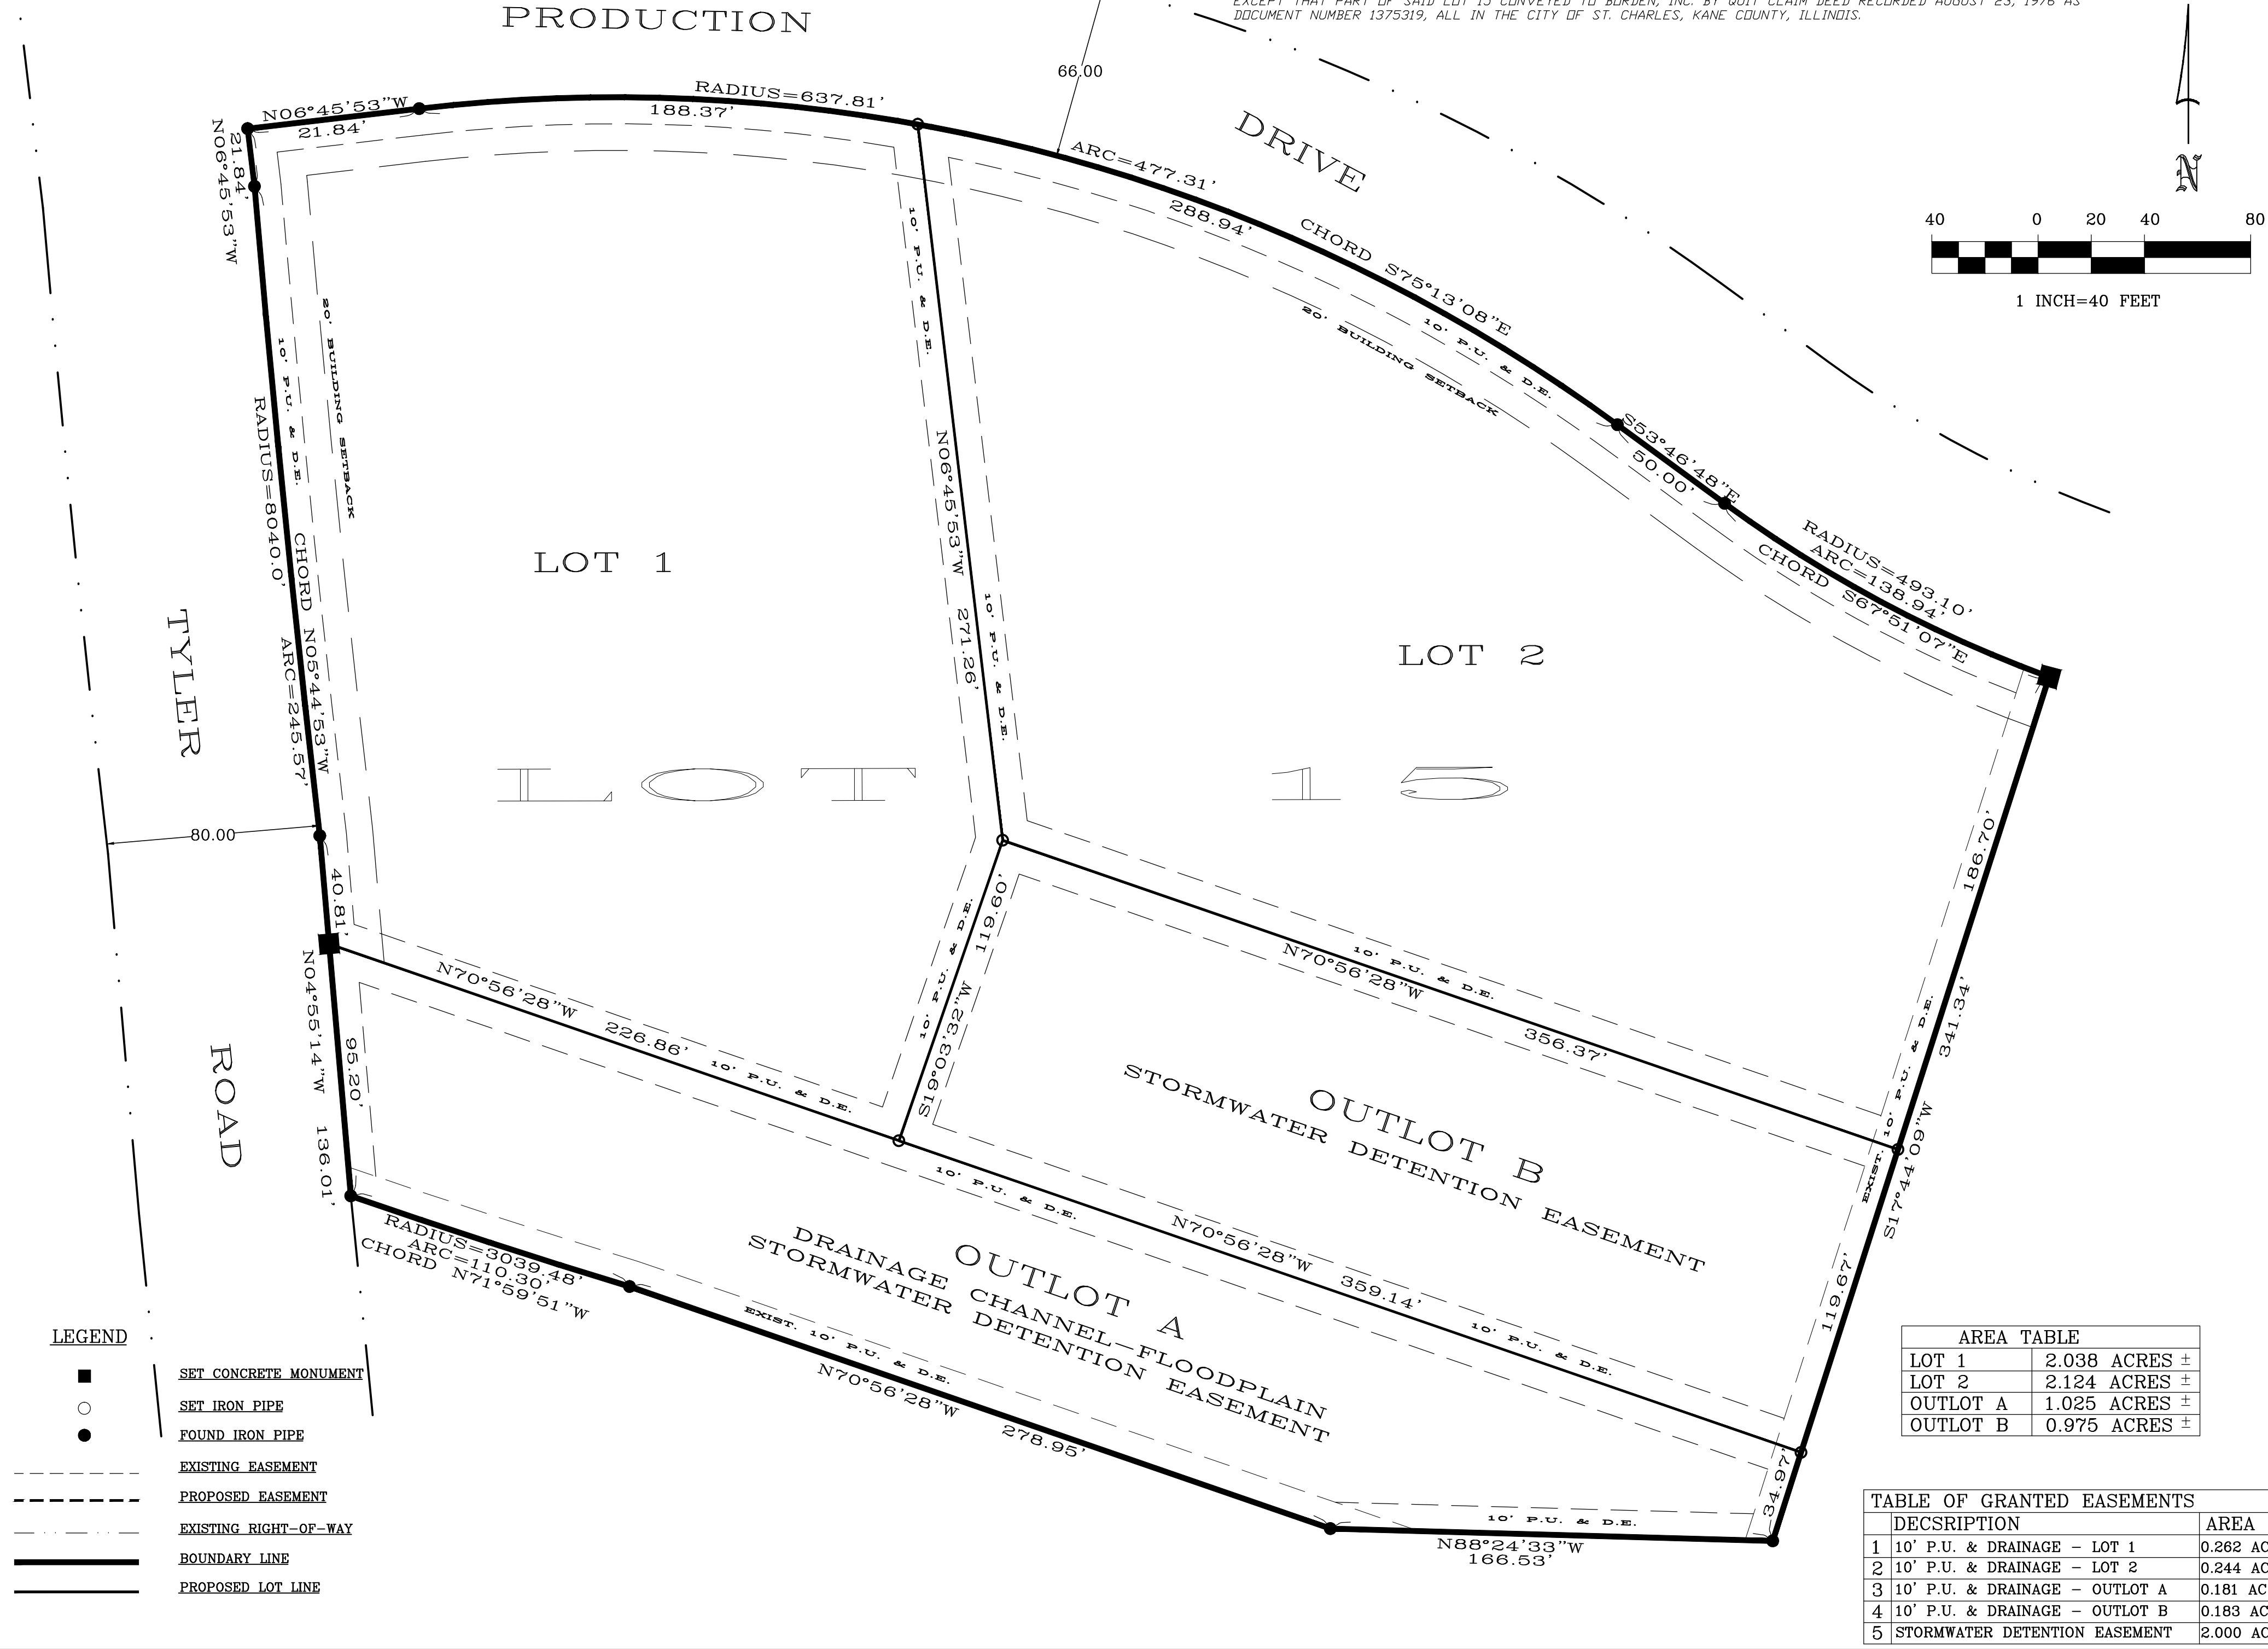 PRODUCTION
EXCEPT THAT PART OF SAID LOT 15 CONVEYED TO BORDEN, INC. BY QUIT CLAIM DEED RECORDED AUGUST 23, 1976 AS
DOCUMENT NUMBER 1375319, ALL IN THE CITY OF ST. CHARLES, KANE COUNTY, ILLINOIS.
66.00
RADIUS=637.81'
188.37'
N06°45'53"W
21.84'
N06°45'53"W
21.84'
DRIVE
ARC=477.31'
288.94'
CHORD S75°13'08"E
10' P.U. & D.E.
20' BUILDING SETBACK
N
40 0 20 40 80
1 INCH=40 FEET
S53°46'48"E
50.00'
RADIUS=493.10'
ARC=138.94'
CHORD S67°51'07"E
10' P.U. & D.E.
20' BUILDING SETBACK
RADIUS=8040.0'
CHORD N05°44'53"W
ARC=245.57'
10' P.U. & D.E.
N06°45'53"W 271.26'
10' P.U. & D.E.
LOT 1
LOT 2
LOT 15
TYLER
ROAD
80.00
40.81'
N04°55'14"W 136.01'
95.20'
N70°56'28"W 226.86' 10' P.U. & D.E.
10' P.U. & D.E.
10' P.U. & D.E.
S19°03'32"W 119.60'
10' P.U. & D.E.
N70°56'28"W 356.37'
186.70'
341.34'
EXIST. 10' P.U. & D.E.
S17°44'09"W
119.67'
34.97'
OUTLOT B
STORMWATER DETENTION EASEMENT
10' P.U. & D.E.
N70°56'28"W 359.14'
10' P.U. & D.E.
OUTLOT A
DRAINAGE CHANNEL-FLOODPLAIN
STORMWATER DETENTION EASEMENT
RADIUS=3039.48'
ARC=110.30'
CHORD N71°59'51"W
EXIST. 10' P.U. & D.E.
N70°56'28"W 278.95'
10' P.U. & D.E.
N88°24'33"W
166.53'
LEGEND
SET CONCRETE MONUMENT
SET IRON PIPE
FOUND IRON PIPE
EXISTING EASEMENT
PROPOSED EASEMENT
EXISTING RIGHT-OF-WAY
BOUNDARY LINE
PROPOSED LOT LINE
AREA TABLE
LOT 1 2.038 ACRES ±
LOT 2 2.124 ACRES ±
OUTLOT A 1.025 ACRES ±
OUTLOT B 0.975 ACRES ±
TABLE OF GRANTED EASEMENTS
DECSRIPTION AREA
1 10' P.U. & DRAINAGE - LOT 1 0.262 AC
2 10' P.U. & DRAINAGE - LOT 2 0.244 AC
3 10' P.U. & DRAINAGE - OUTLOT A 0.181 AC
4 10' P.U. & DRAINAGE - OUTLOT B 0.183 AC
5 STORMWATER DETENTION EASEMENT 2.000 AC